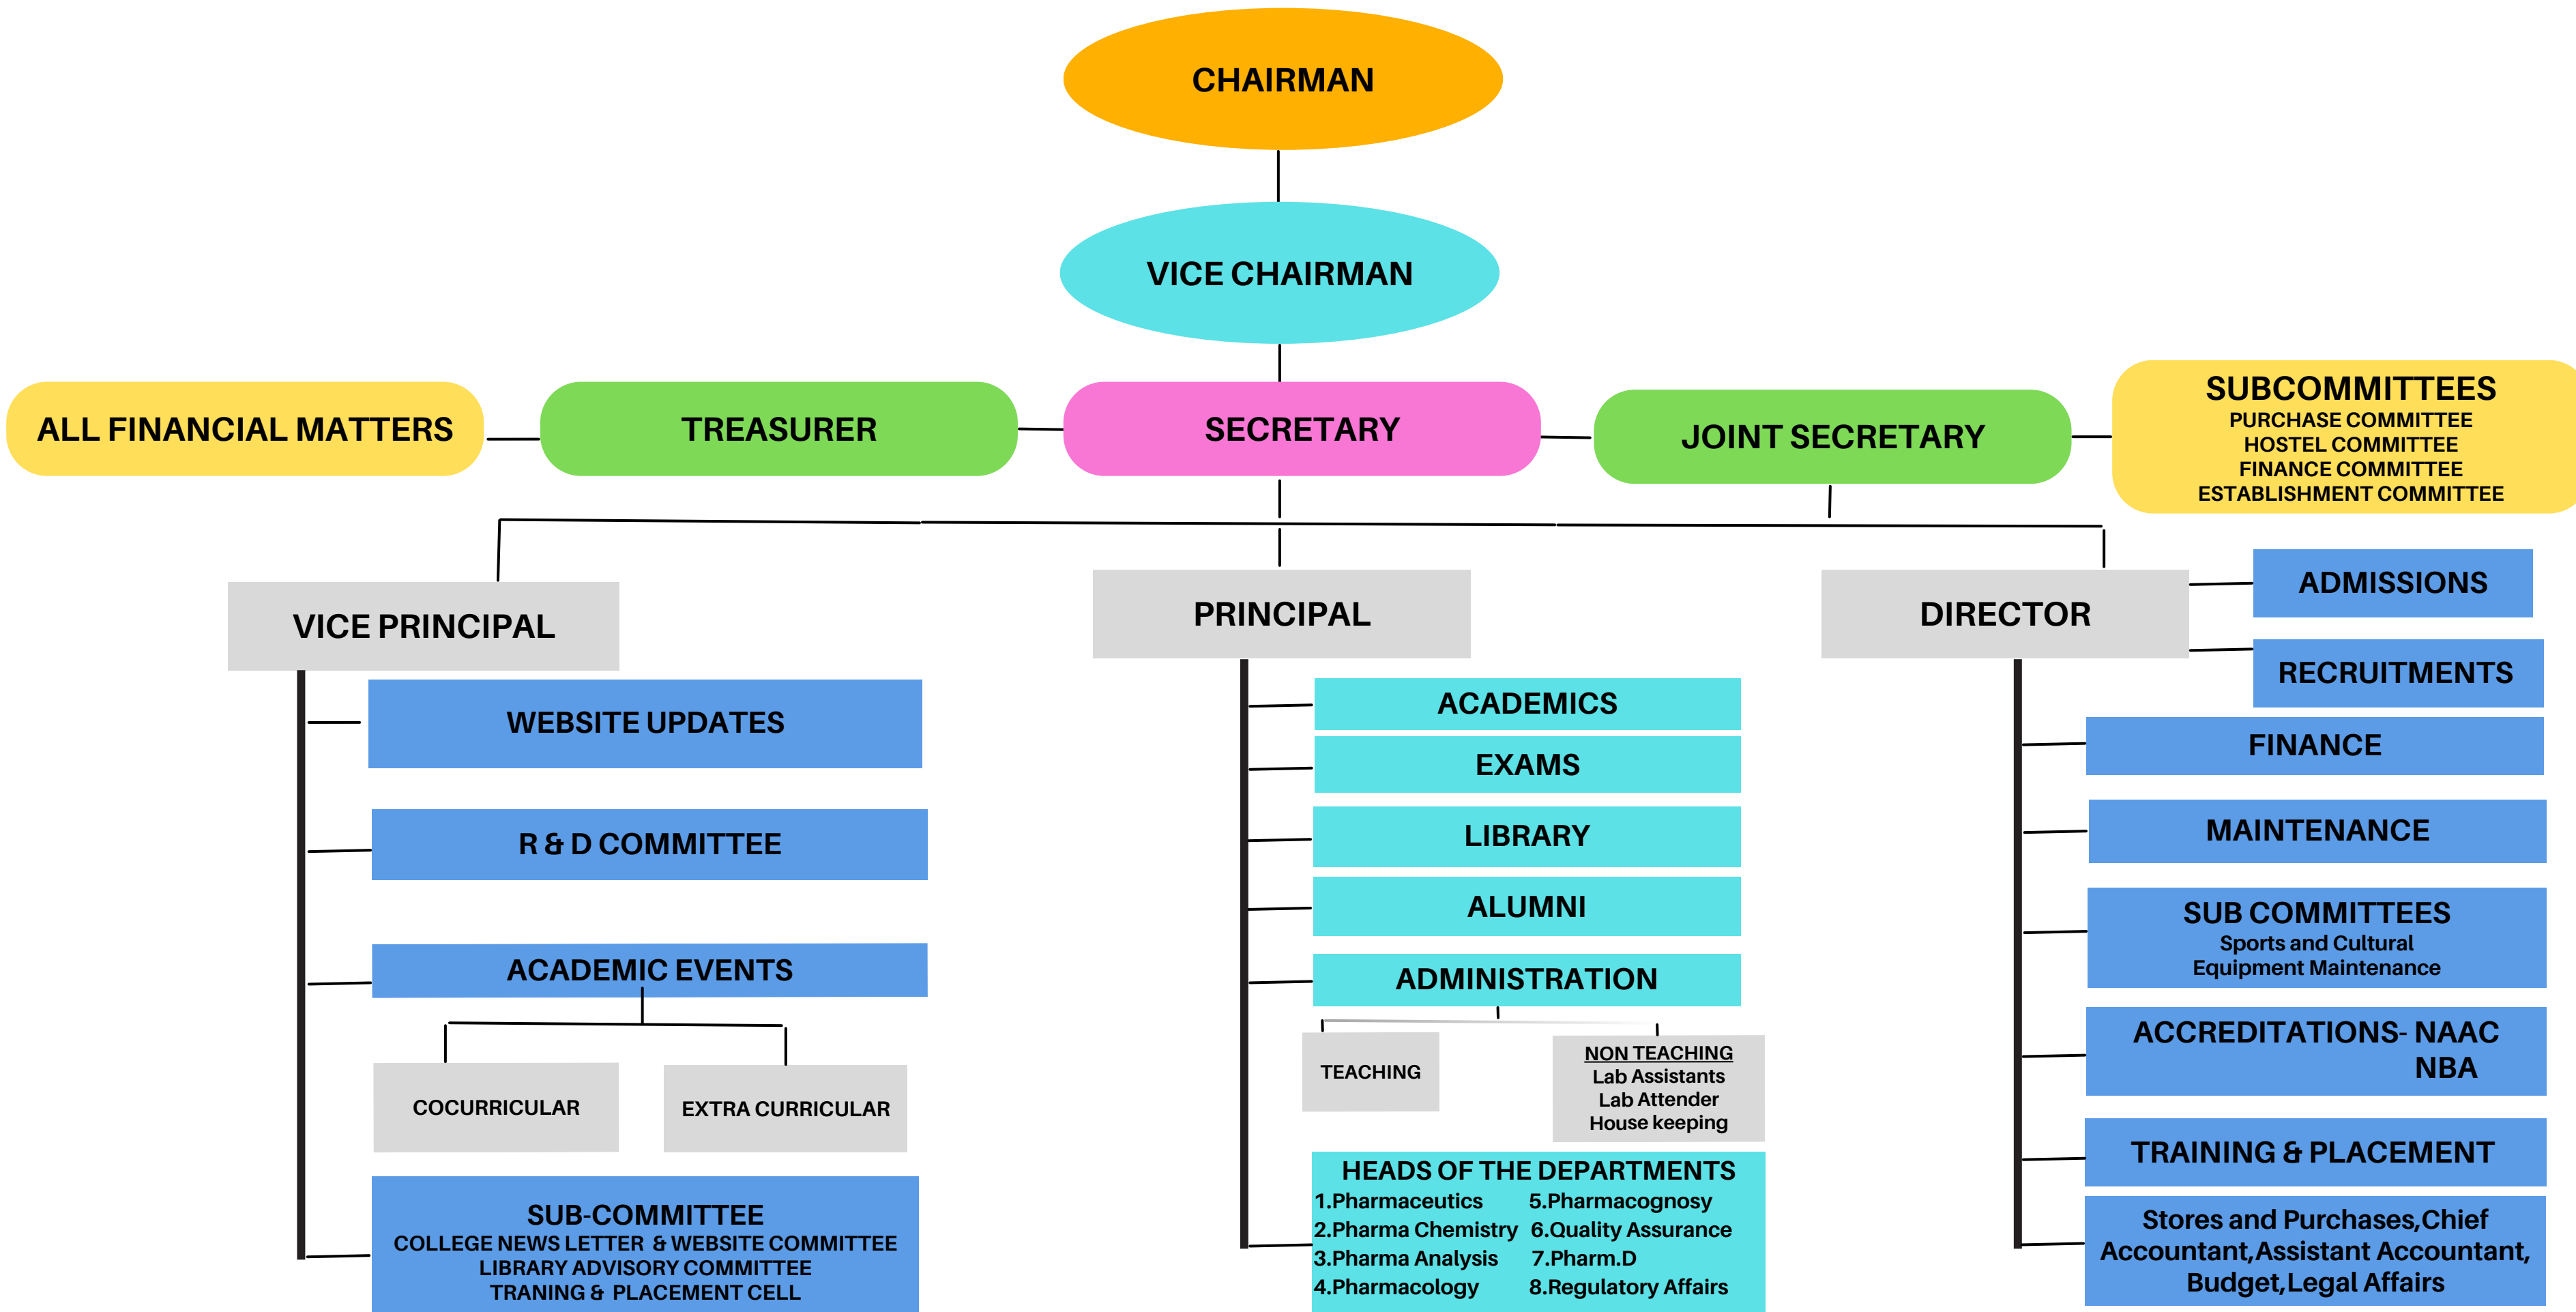 CHAIRMAN
VICE CHAIRMAN
ALL FINANCIAL MATTERS
TREASURER
SECRETARY
JOINT SECRETARY
SUBCOMMITTEES
PURCHASE COMMITTEE
HOSTEL COMMITTEE
FINANCE COMMITTEE
ESTABLISHMENT COMMITTEE
VICE PRINCIPAL
WEBSITE UPDATES
R & D COMMITTEE
ACADEMIC EVENTS
COCURRICULAR
EXTRA CURRICULAR
SUB-COMMITTEE
COLLEGE NEWS LETTER & WEBSITE COMMITTEE
LIBRARY ADVISORY COMMITTEE
TRANING & PLACEMENT CELL
PRINCIPAL
ACADEMICS
EXAMS
LIBRARY
ALUMNI
ADMINISTRATION
TEACHING
NON TEACHING
Lab Assistants
Lab Attender
House keeping
HEADS OF THE DEPARTMENTS
1.Pharmaceutics 5.Pharmacognosy
2.Pharma Chemistry 6.Quality Assurance
3.Pharma Analysis 7.Pharm.D
4.Pharmacology 8.Regulatory Affairs
DIRECTOR
ADMISSIONS
RECRUITMENTS
FINANCE
MAINTENANCE
SUB COMMITTEES
Sports and Cultural
Equipment Maintenance
ACCREDITATIONS- NAAC
NBA
TRAINING & PLACEMENT
Stores and Purchases,Chief
Accountant,Assistant Accountant,
Budget,Legal Affairs